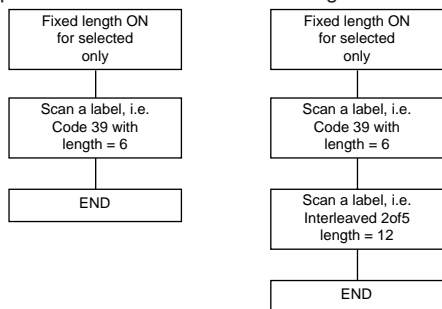 Fixed length ON
for selected
only
Scan a label, i.e.
Code 39 with
length = 6
END
Fixed length ON
for selected
only
Scan a label, i.e.
Code 39 with
length = 6
Scan a label, i.e.
Interleaved 2of5
length = 12
END